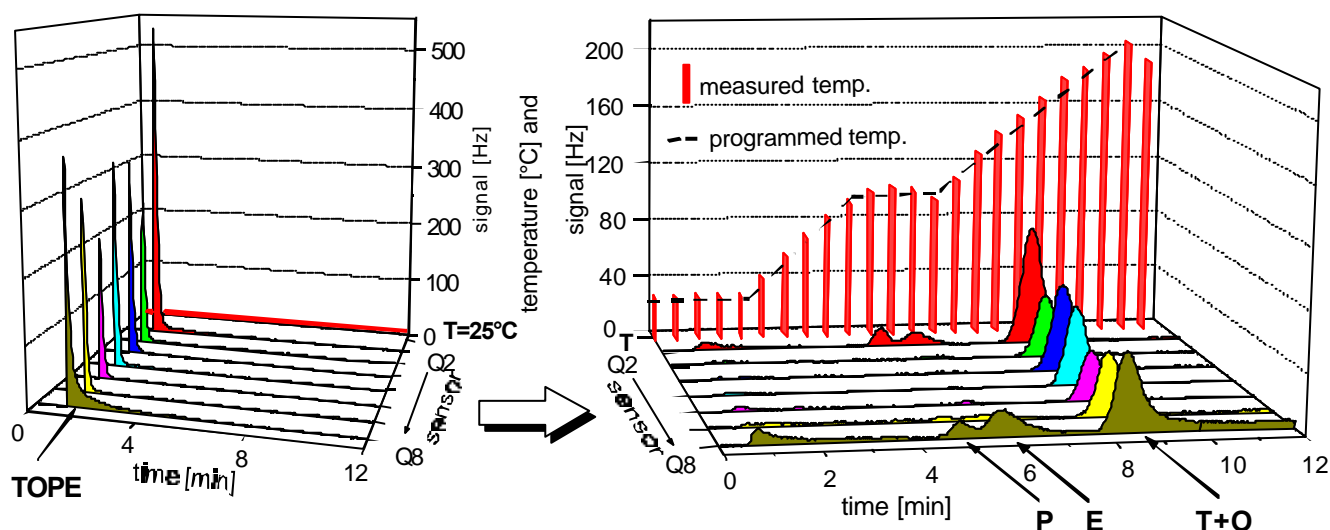 500
400
300
200
100
0
signal [Hz]
T=25°C
Q2
sensor
Q8
0
4
8
12
time [min]
TOPE
temperature [°C] and
signal [Hz]
200
160
120
80
40
0
measured temp.
programmed temp.
T
Q2
sensor
Q8
0
2
4
6
8
10
12
time [min]
P
E
T+O